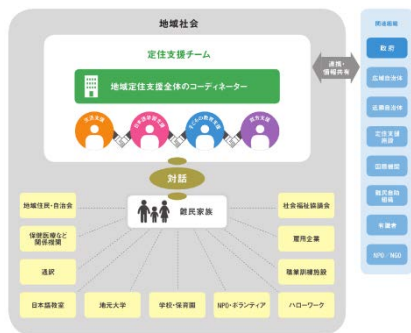 地域社会
定住支援チーム
地域定住支援全体のコーディネーター
生活支援
日本語学習支援
子どもの教育支援
就労支援
対話
難民家族
地域住民・自治会
保健医療など
関係機関
通訳
日本語教室
地元大学
学校・保育園
NPO・ボランティア
ハローワーク
職業訓練施設
雇用企業
社会福祉協議会
連携・
情報共有
関連組織
政府
広域自治体
近隣自治体
定住支援
施設
国際機関
難民支援
有識者
NPO / NGO